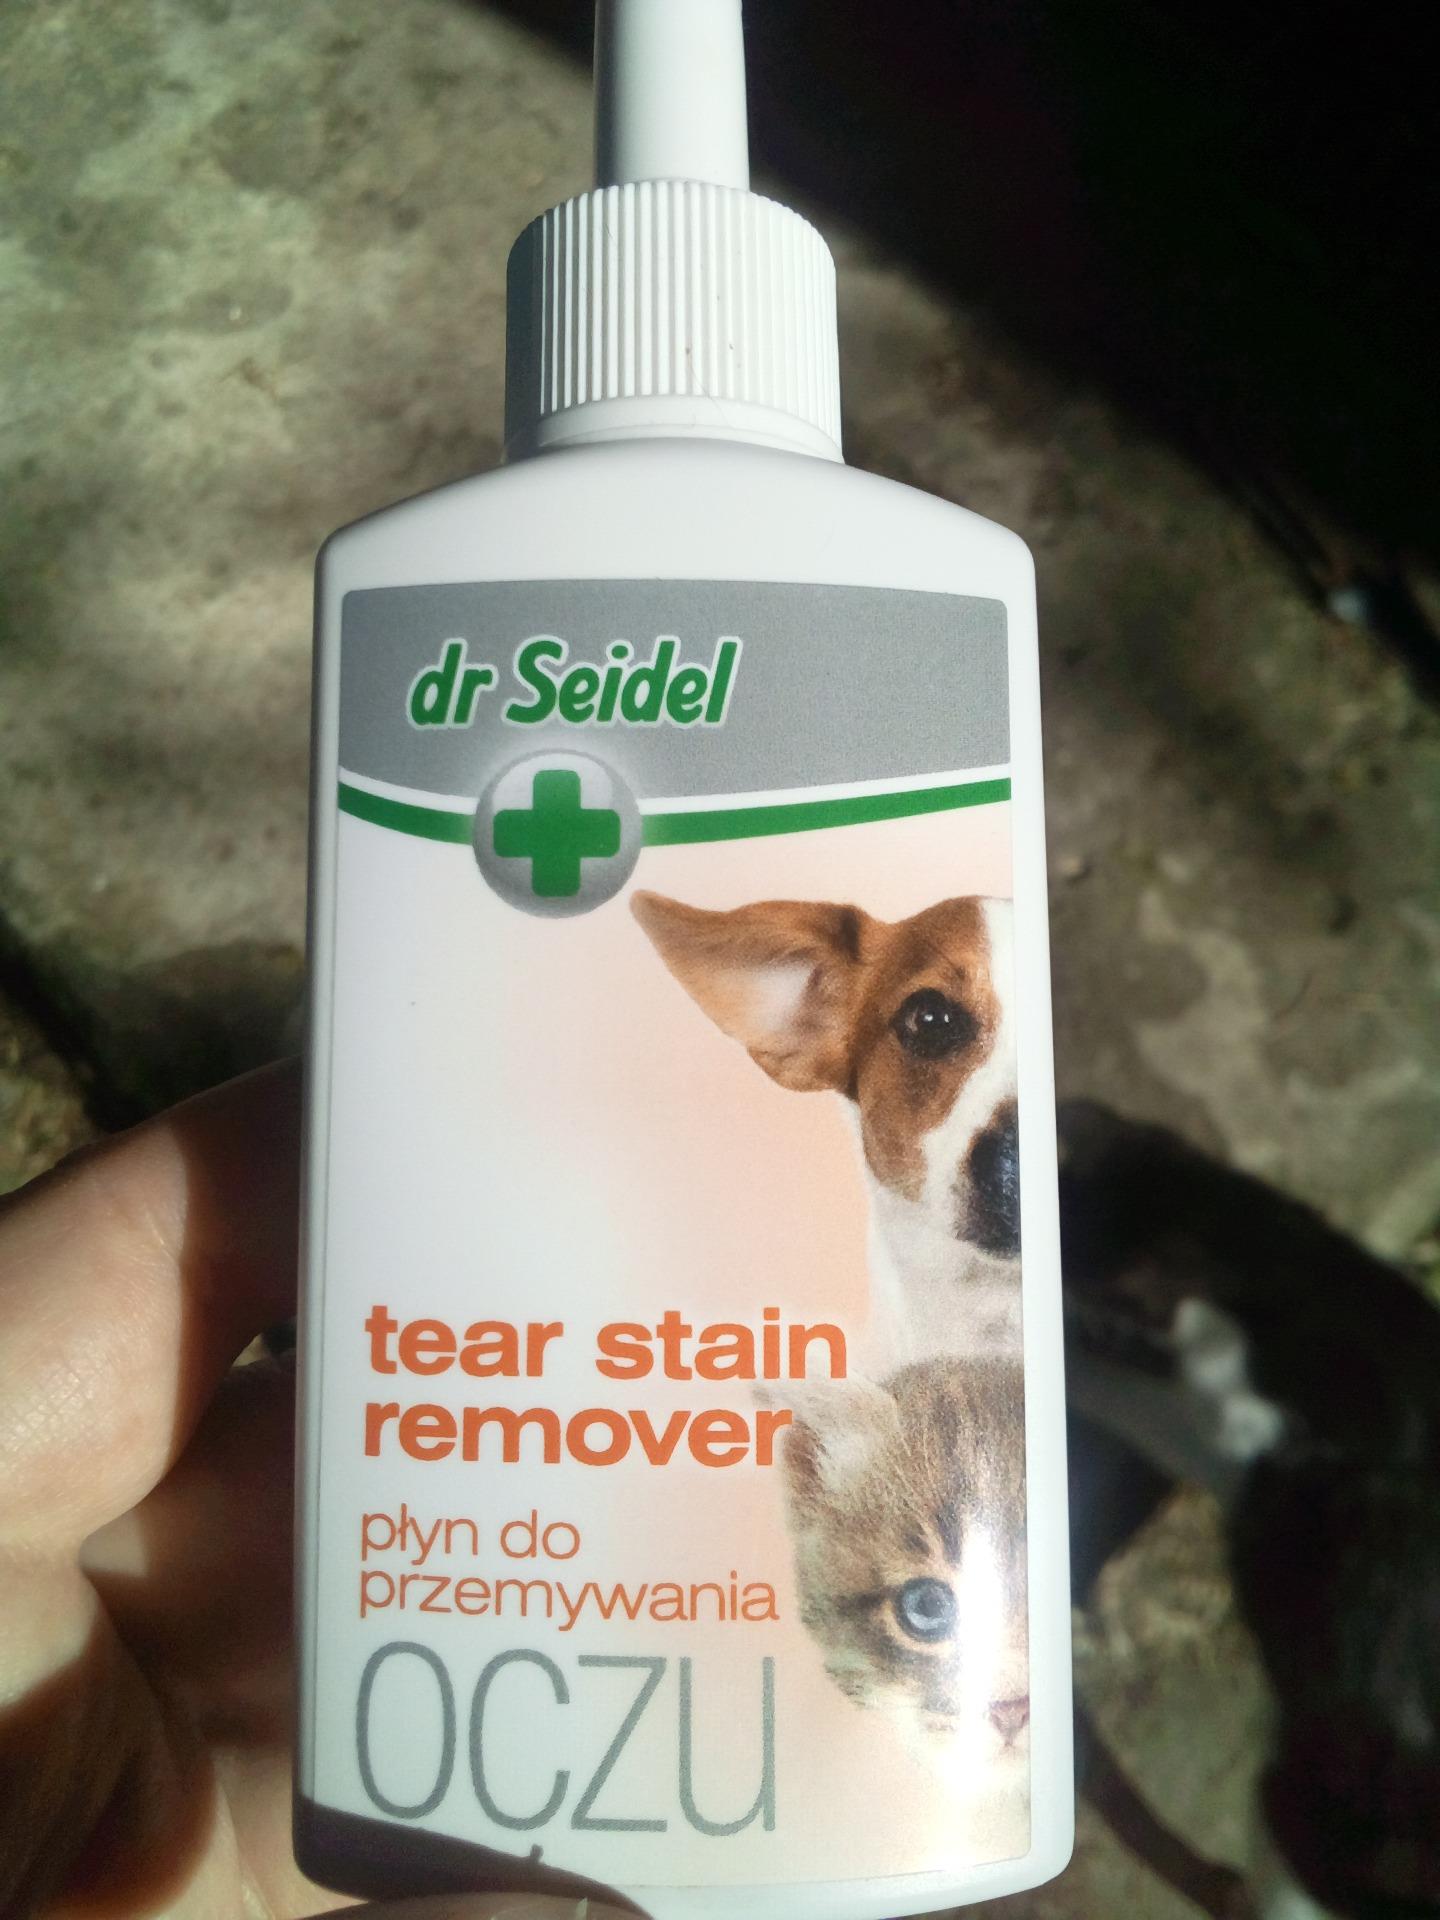 dr Seidel
tear stain
remover
płyn do
przemywania
oczu